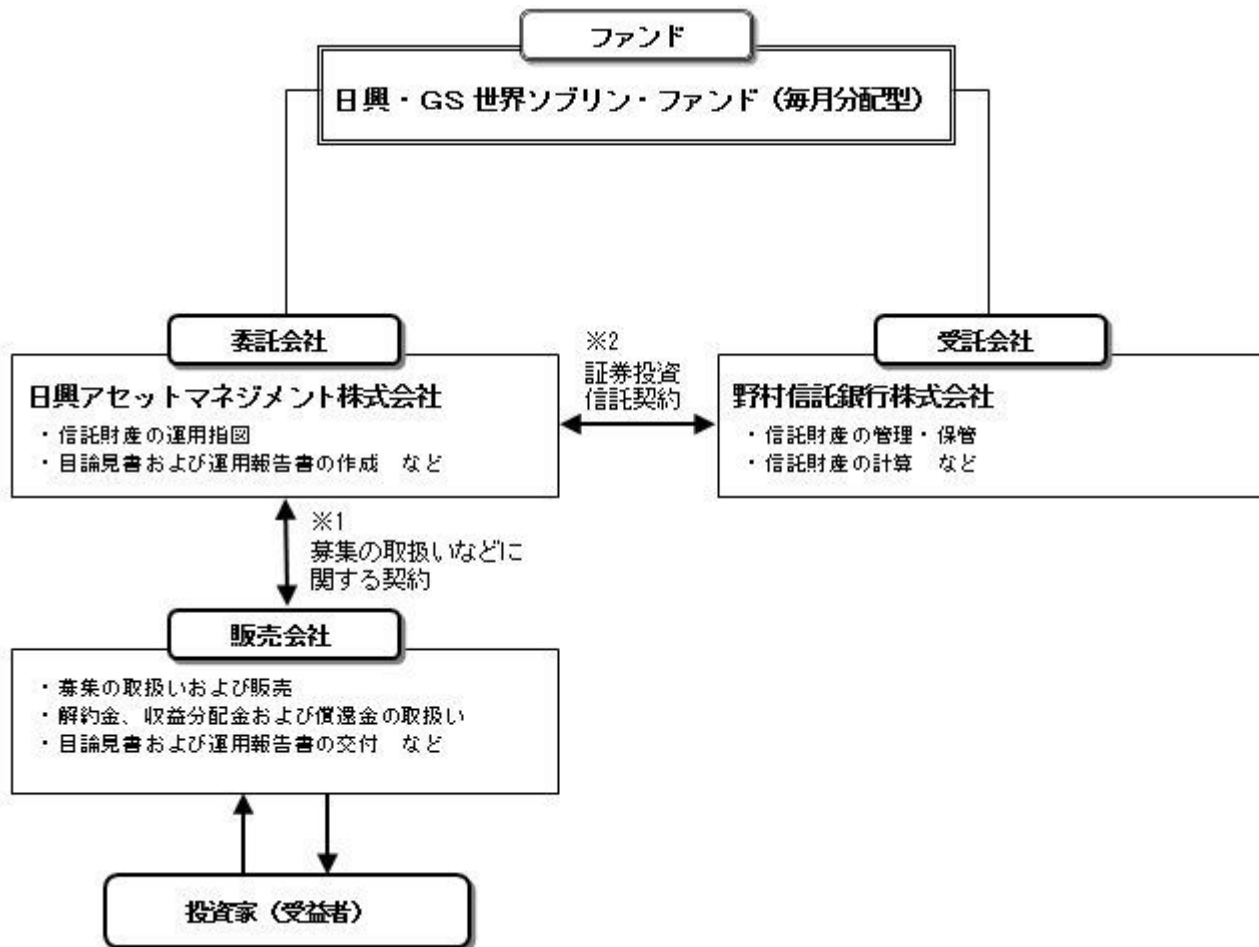 ファンド
日興・GS 世界ソブリン・ファンド（毎月分配型）
委託会社
日興アセットマネジメント株式会社
・信託財産の運用指図
・目論見書および運用報告書の作成　など
※2
証券投資
信託契約
受託会社
野村信託銀行株式会社
・信託財産の管理・保管
・信託財産の計算　など
※1
募集の取扱いなどに
関する契約
販売会社
・募集の取扱いおよび販売
・解約金、収益分配金および償還金の取扱い
・目論見書および運用報告書の交付　など
投資家（受益者）